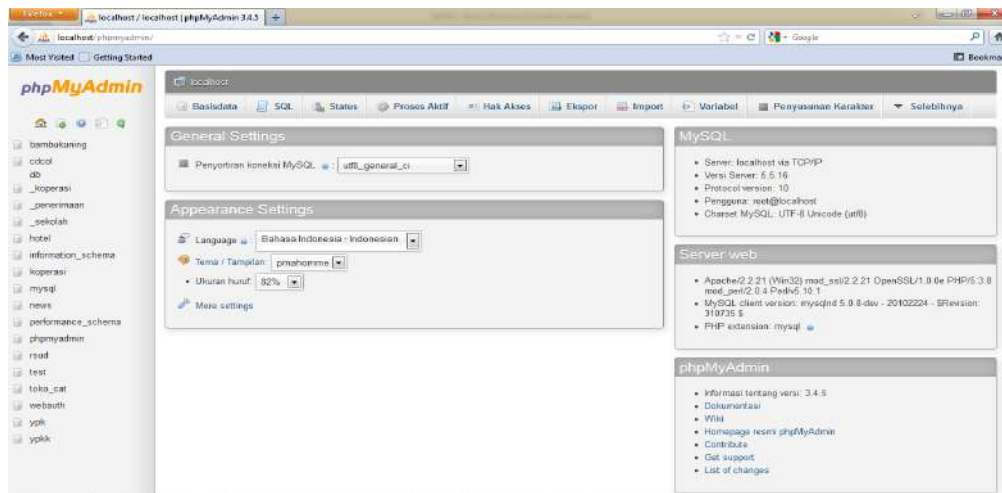 Firefox
localhost / localhost | phpMyAdmin 3.4.5
localhost/phpmyadmin/
Google
Most Visited
Getting Started
Bookma
phpMyAdmin
bambukuning
cdcol
db
_koperasi
_penerimaan
_sekolah
hotel
information_schema
koperasi
mysql
news
performance_schema
phpmyadmin
rsud
test
toko_cat
webauth
ypk
ypkk
localhost
Basisdata
SQL
Status
Proses Aktif
Hak Akses
Ekspor
Import
Variabel
Penyusunan Karakter
Selebihnya
General Settings
Penyortiran koneksi MySQL : utf8_general_ci
Appearance Settings
Language : Bahasa Indonesia - Indonesian
Tema / Tampilan: pmahomme
Ukuran huruf: 82%
More settings
MySQL
Server: localhost via TCP/IP
Versi Server: 5.5.16
Protocol version: 10
Pengguna: root@localhost
Charset MySQL: UTF-8 Unicode (utf8)
Server web
Apache/2.2.21 (Win32) mod_ssl/2.2.21 OpenSSL/1.0.0e PHP/5.3.8
mod_perl/2.0.4 Perl/v5.10.1
MySQL client version: mysqlnd 5.0.8-dev - 20102224 - $Revision:
310735 $
PHP extension: mysql
phpMyAdmin
Informasi tentang versi: 3.4.5
Dokumentasi
Wiki
Homepage resmi phpMyAdmin
Contribute
Get support
List of changes